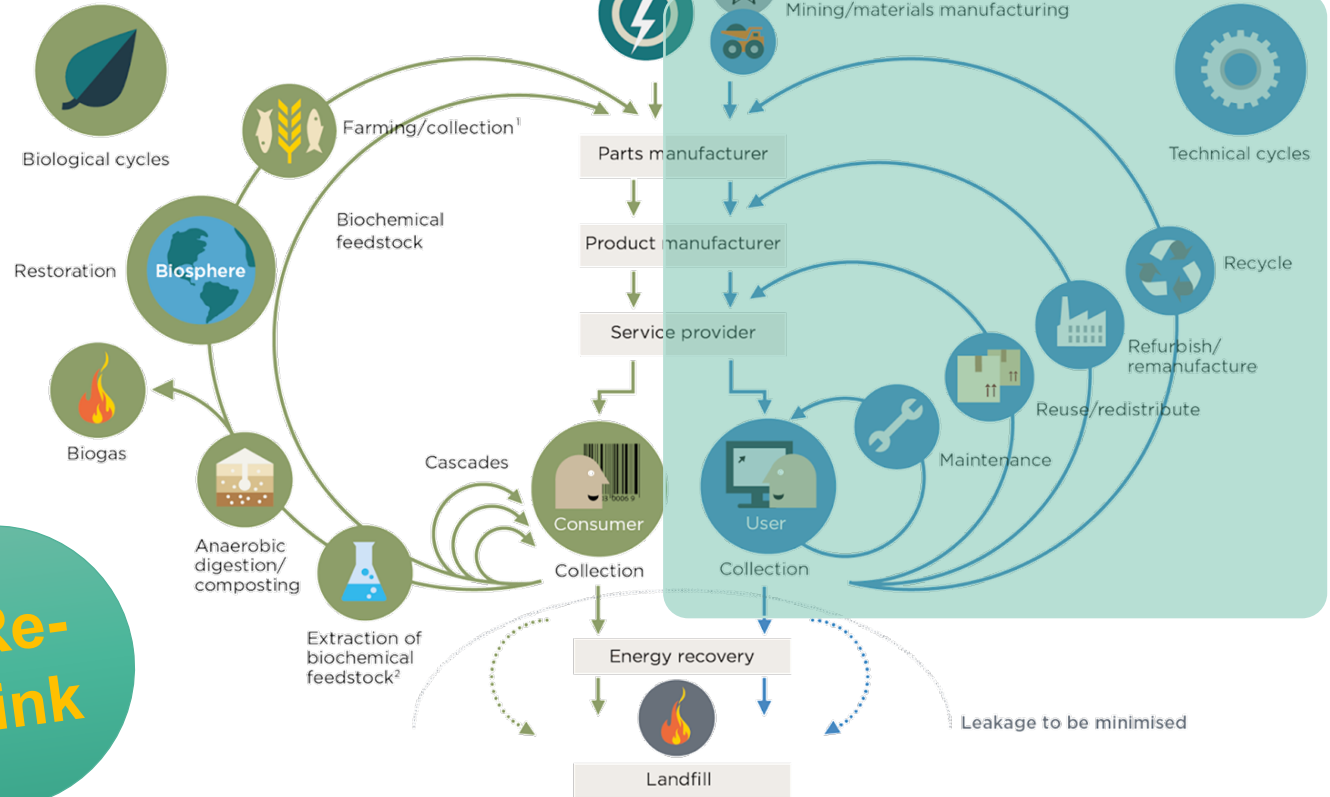 Mining/materials manufacturing
Biological cycles
Technical cycles
Farming/collection¹
Parts manufacturer
Biochemical
feedstock
Product manufacturer
Restoration
Biosphere
Recycle
Service provider
Refurbish/
remanufacture
Reuse/redistribute
Biogas
Cascades
Maintenance
0006 9
Consumer
User
Anaerobic
digestion/
composting
Collection
Collection
Re-
ink
Extraction of
biochemical
feedstock²
Energy recovery
Leakage to be minimised
Landfill